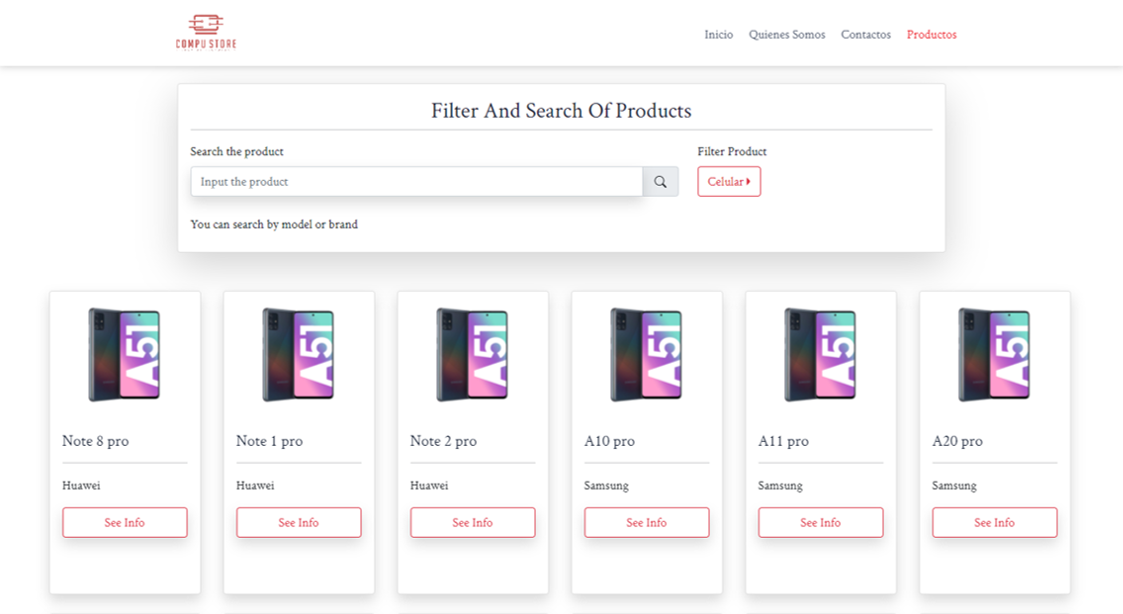 COMPU STORE
Inicio Quienes Somos Contactos Productos
Filter And Search Of Products
Search the product
Filter Product
Input the product
Celular
You can search by model or brand
A51 A51 A51 A51 A51 A51
Note 8 pro Note 1 pro Note 2 pro A10 pro A11 pro A20 pro
Huawei Huawei Huawei Samsung Samsung Samsung
See Info See Info See Info See Info See Info See Info